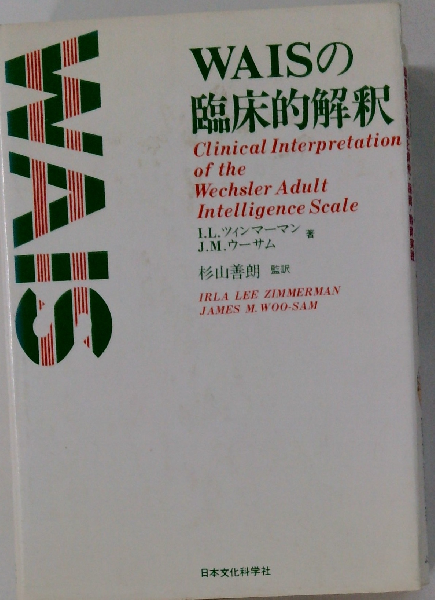 WAIS
WAISの
臨床的解釈
Clinical Interpretation
of the
Wechsler Adult
Intelligence Scale
I.L.ツィンマーマン 著
J.M.ウーサム
杉山善朗 監訳
IRLA LEE ZIMMERMAN
JAMES M. WOO-SAM
日本文化科学社